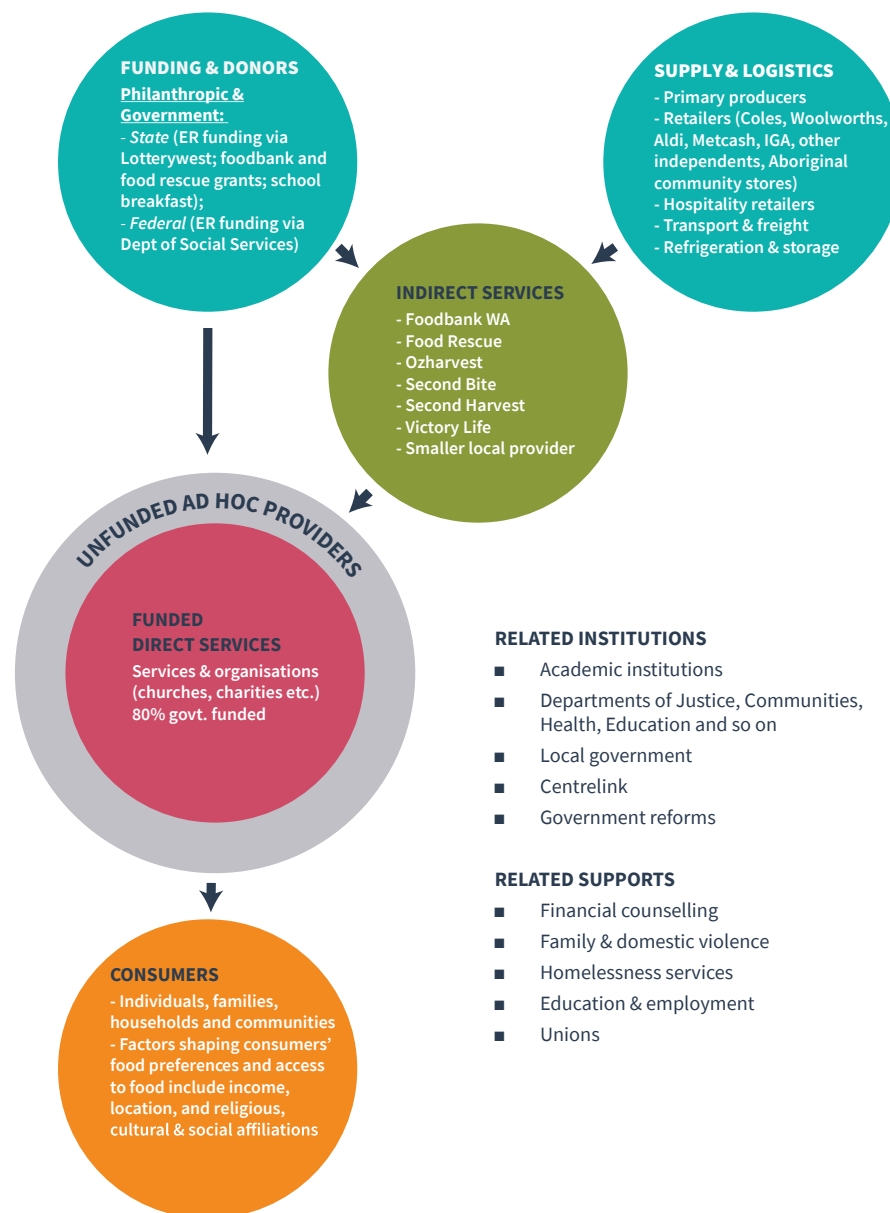 FUNDING & DONORS
Philanthropic &
Government:
- State (ER funding via
Lotterywest; foodbank and
food rescue grants; school
breakfast);
- Federal (ER funding via
Dept of Social Services)
SUPPLY & LOGISTICS
- Primary producers
- Retailers (Coles, Woolworths,
Aldi, Metcash, IGA, other
independents, Aboriginal
community stores)
- Hospitality retailers
- Transport & freight
- Refrigeration & storage
INDIRECT SERVICES
- Foodbank WA
- Food Rescue
- Ozharvest
- Second Bite
- Second Harvest
- Victory Life
- Smaller local provider
UNFUNDED AD HOC PROVIDERS
FUNDED
DIRECT SERVICES
Services & organisations
(churches, charities etc.)
80% govt. funded
RELATED INSTITUTIONS
■ Academic institutions
■ Departments of Justice, Communities,
Health, Education and so on
■ Local government
■ Centrelink
■ Government reforms
RELATED SUPPORTS
■ Financial counselling
■ Family & domestic violence
■ Homelessness services
■ Education & employment
■ Unions
CONSUMERS
- Individuals, families,
households and communities
- Factors shaping consumers’
food preferences and access
to food include income,
location, and religious,
cultural & social affiliations